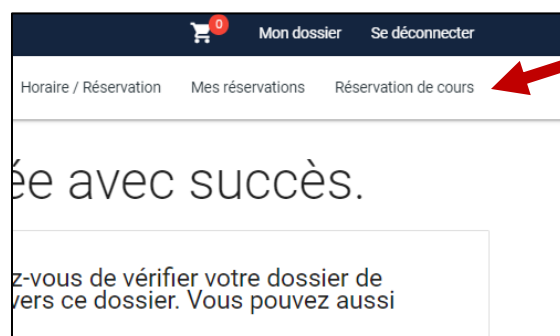 0 Mon dossier Se déconnecter
Horaire / Réservation Mes réservations Réservation de cours
ée avec succès.
z-vous de vérifier votre dossier de
vers ce dossier. Vous pouvez aussi